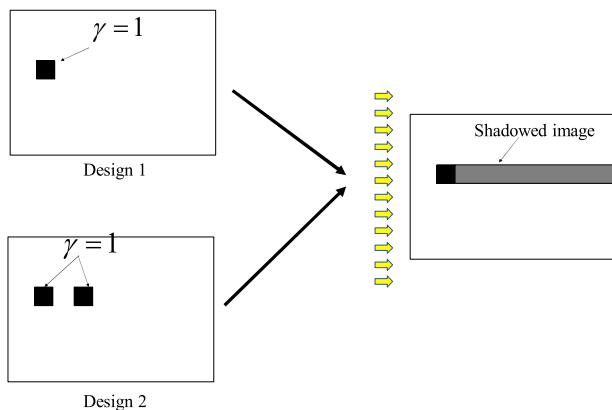 γ = 1
Design 1
γ = 1
Design 2
Shadowed image